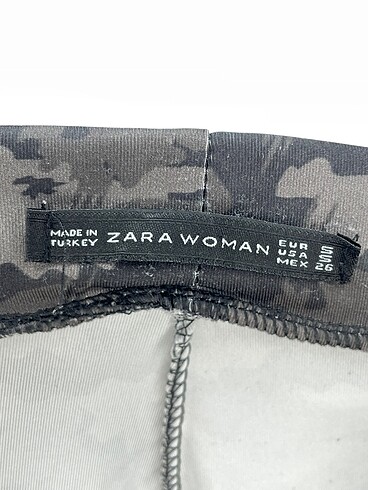 MADE IN
TURKEY
ZARA WOMAN
EUR S
USA S
MEX 26